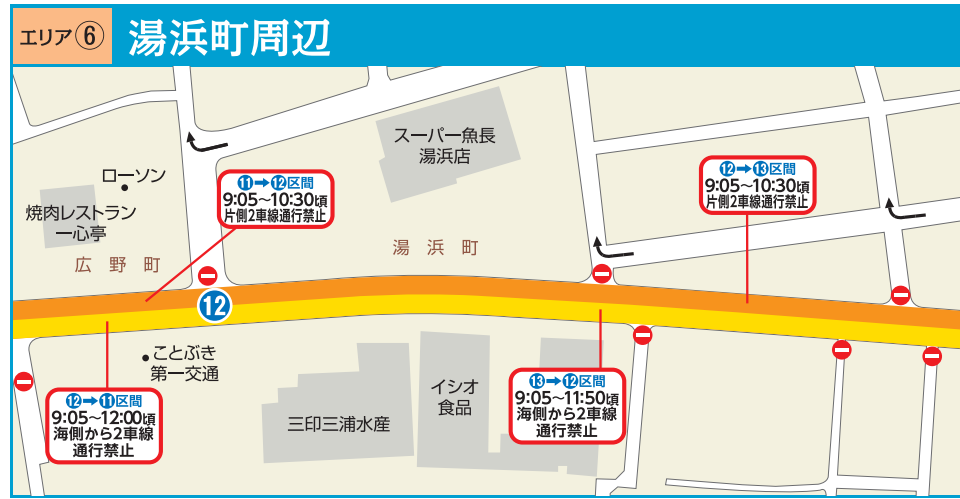 エリア⑥ 湯浜町周辺
スーパー魚長
湯浜店
ローソン
焼肉レストラン
一心亭
広野町
湯浜町
⑪➡⑫区間
9:05〜10:30頃
片側2車線通行禁止
⑫➡⑬区間
9:05〜10:30頃
片側2車線通行禁止
⑫
ことぶき
第一交通
三印三浦水産
イシオ
食品
⑫➡⑪区間
9:05〜12:00頃
海側から2車線
通行禁止
⑬➡⑫区間
9:05〜11:50頃
海側から2車線
通行禁止